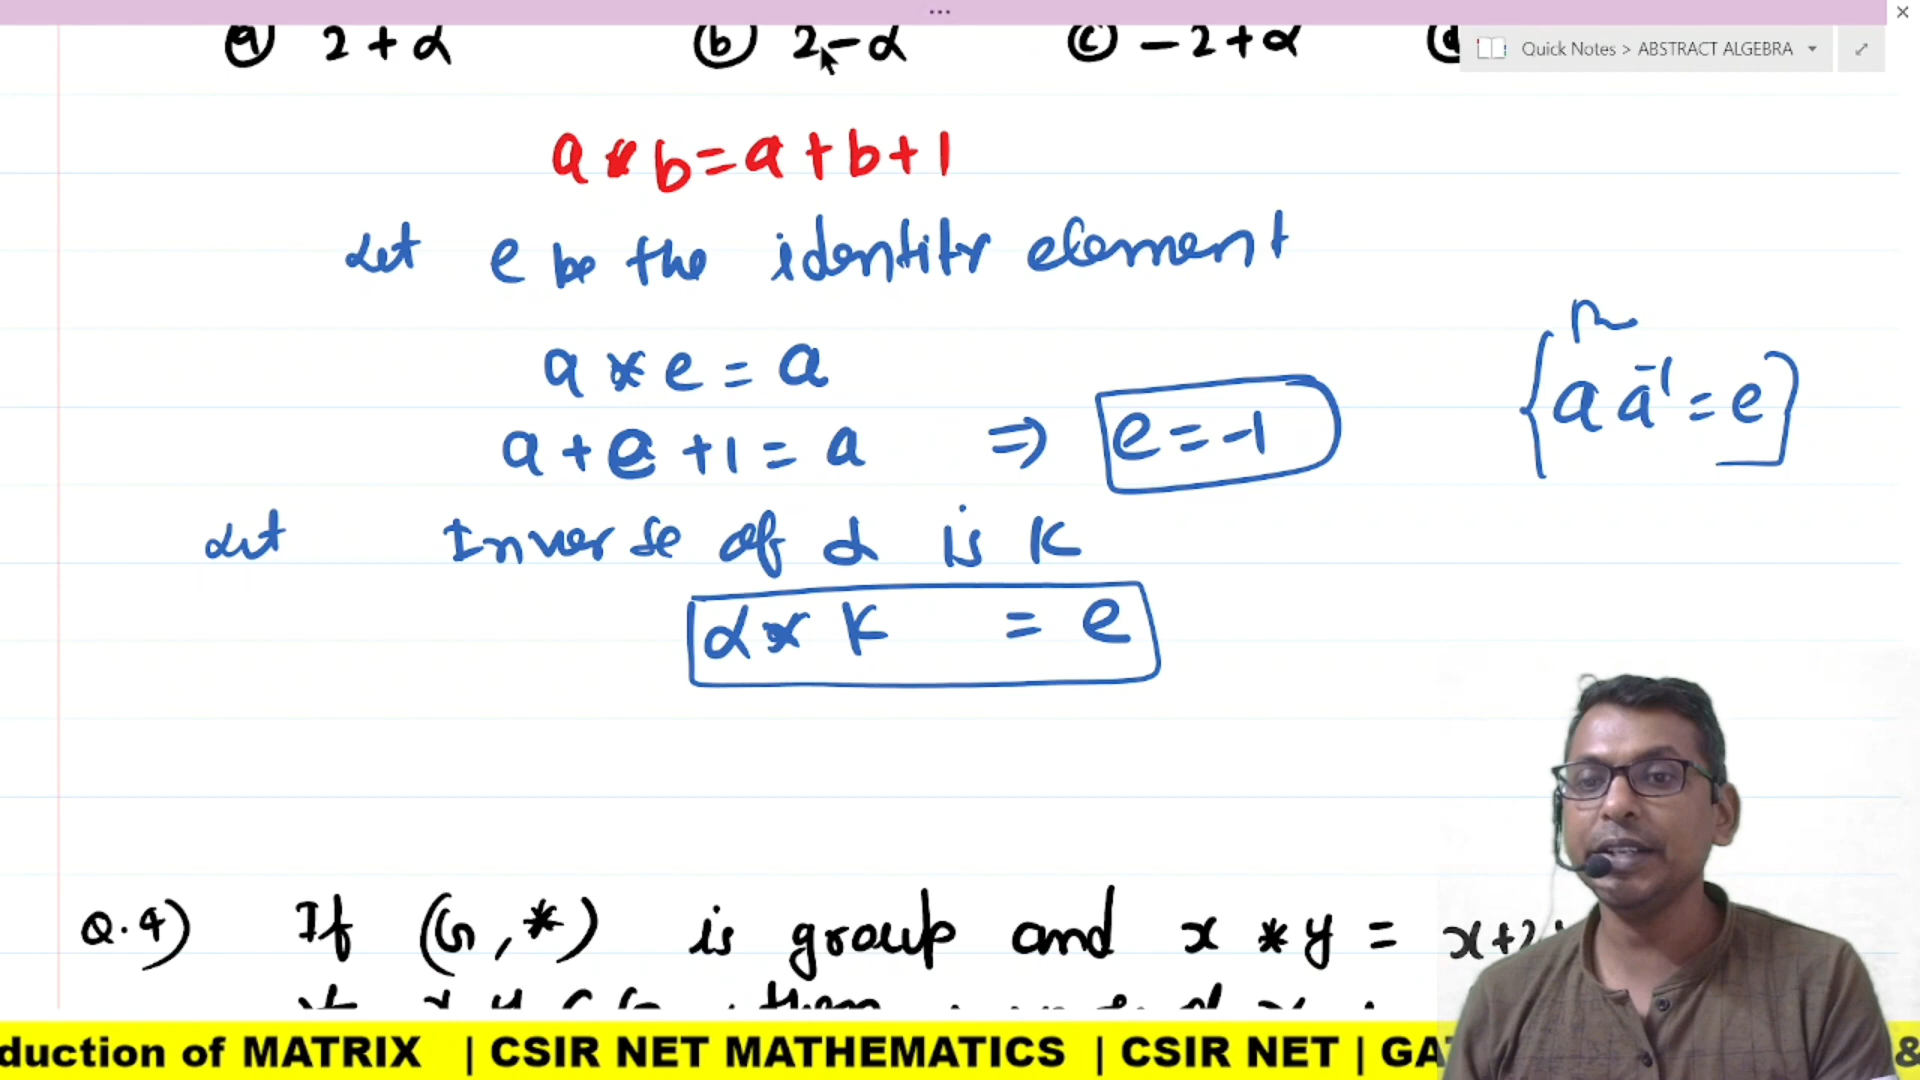 ...
Quick Notes > ABSTRACT ALGEBRA
(a) 2 + α (b) 2 - α (c) - 2 + α
a * b = a + b + 1
Let e be the identity element
a * e = a
a + e + 1 = a ⇒ e = -1
{ a a⁻¹ = e }
Let Inverse of α is K
α * K = e
Q.4) If (G, *) is group and x * y = x+2
duction of MATRIX | CSIR NET MATHEMATICS | CSIR NET | GA
&